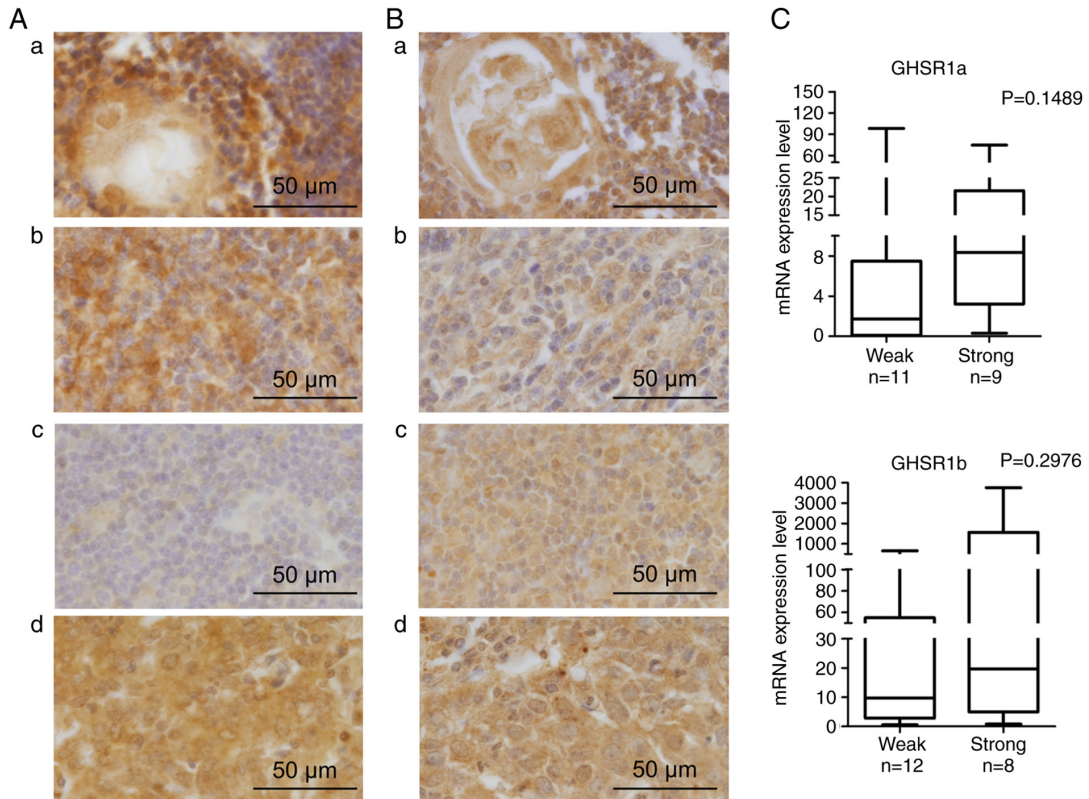 A
a
50 µm
b
50 µm
c
50 µm
d
50 µm
B
a
50 µm
b
50 µm
c
50 µm
d
50 µm
C
GHSR1a
P=0.1489
mRNA expression level
150
120
90
60
25
20
15
8
4
0
Weak
n=11
Strong
n=9
GHSR1b
P=0.2976
mRNA expression level
4000
3000
2000
1000
100
80
60
30
20
10
0
Weak
n=12
Strong
n=8